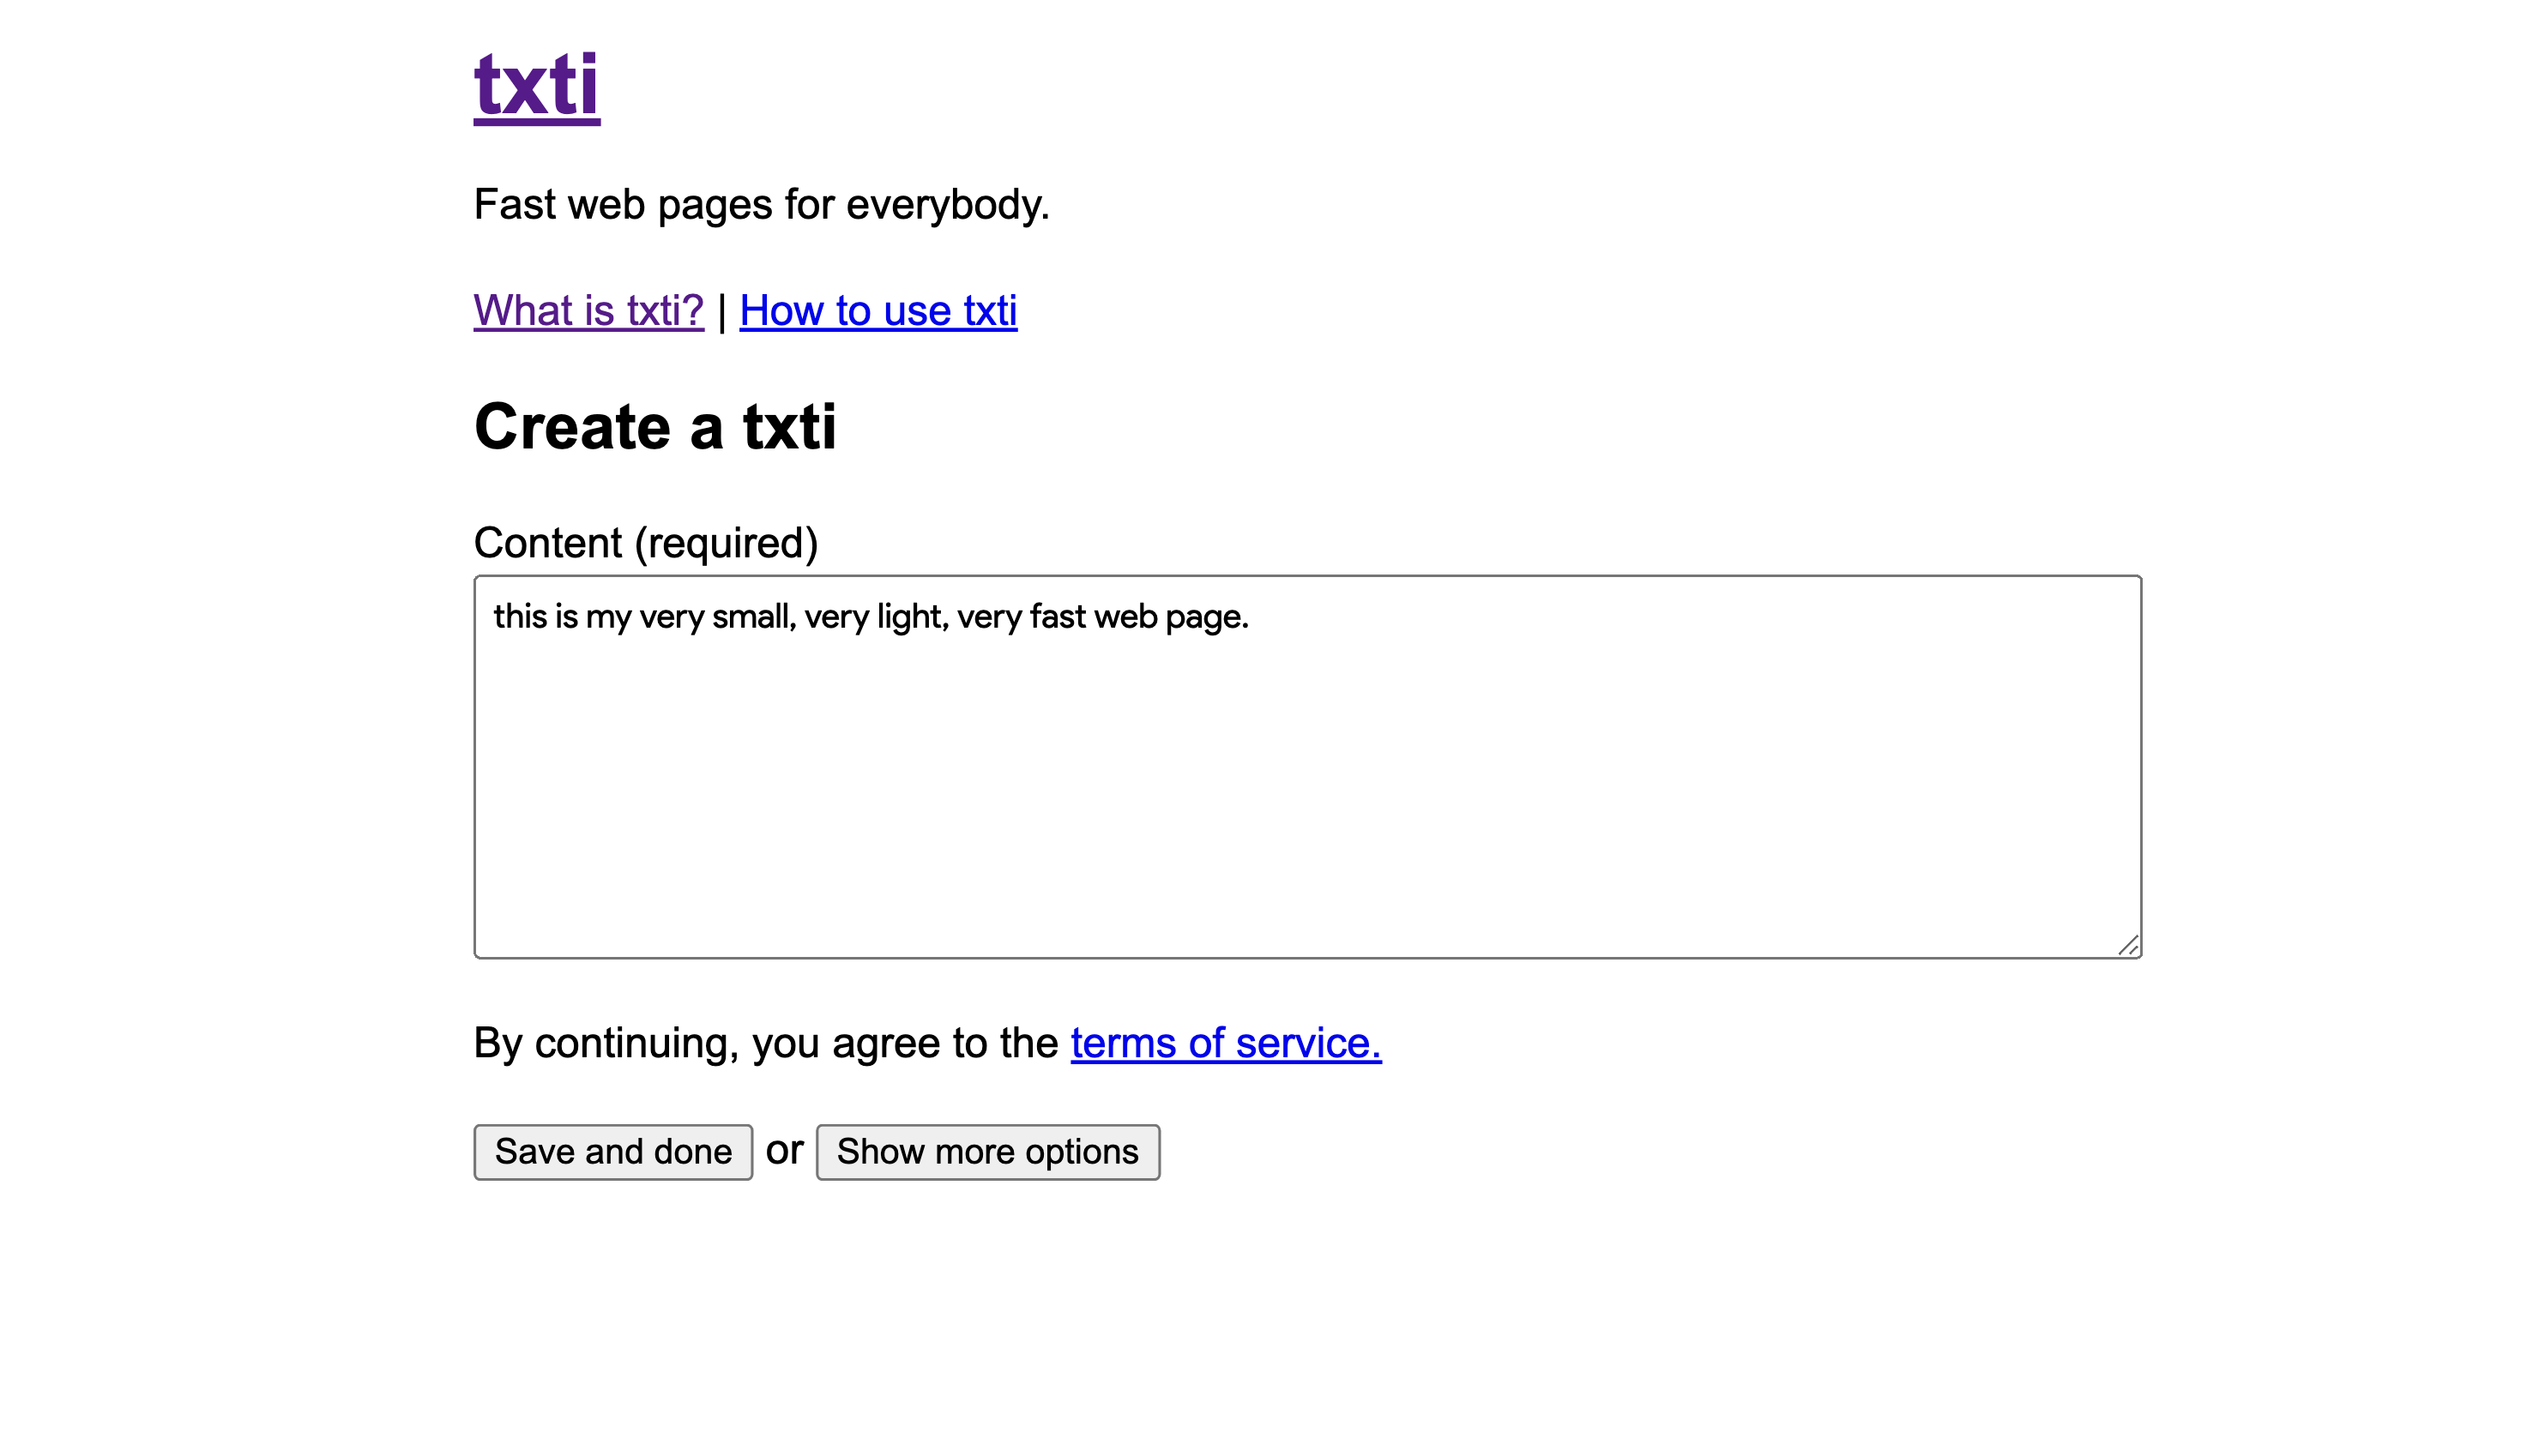 txti
Fast web pages for everybody.
What is txti? | How to use txti
Create a txti
Content (required)
this is my very small, very light, very fast web page.
By continuing, you agree to the terms of service.
Save and done or Show more options